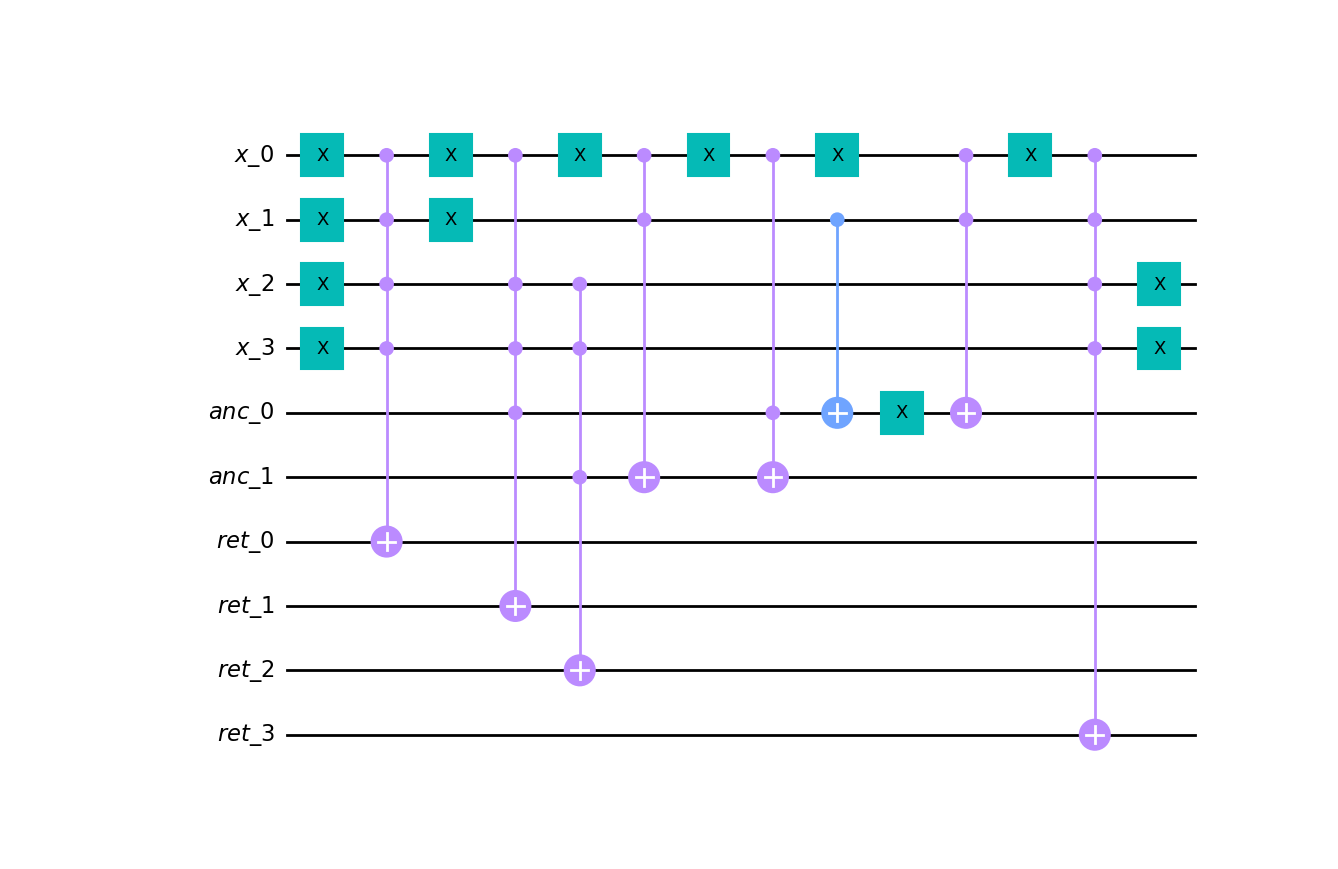 x_0 X X X X X X
x_1 X X
x_2 X X
x_3 X X
anc_0 X
anc_1
ret_0
ret_1
ret_2
ret_3